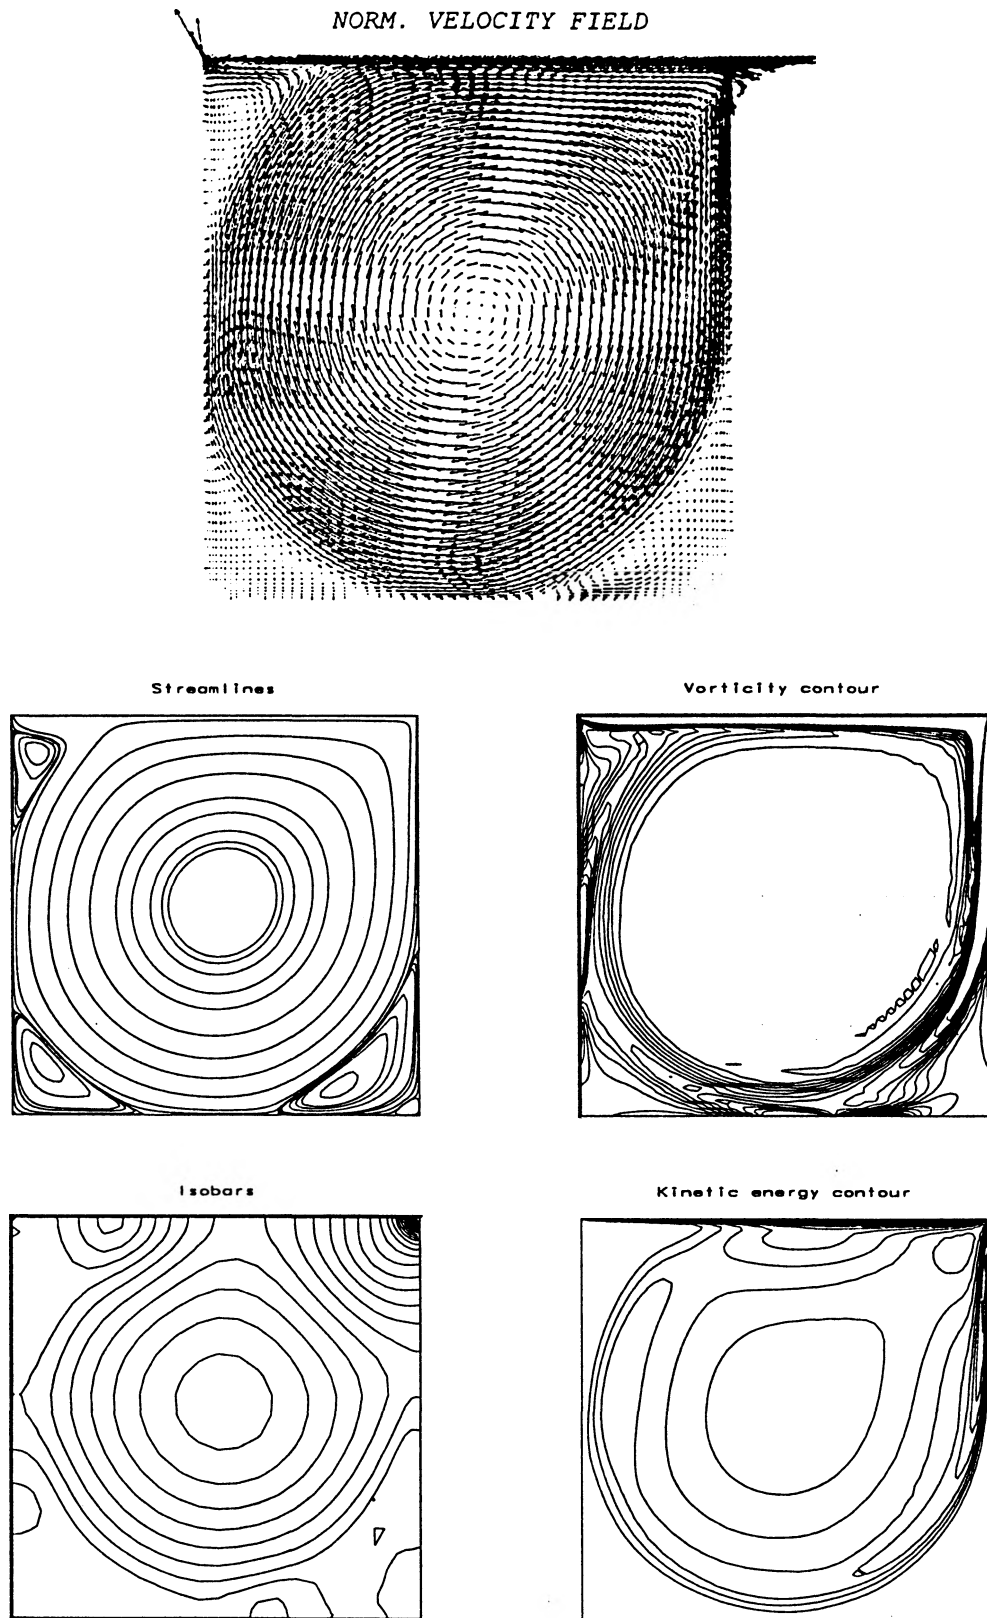 NORM. VELOCITY FIELD
Streamlines
Vorticity contour
Isobars
Kinetic energy contour